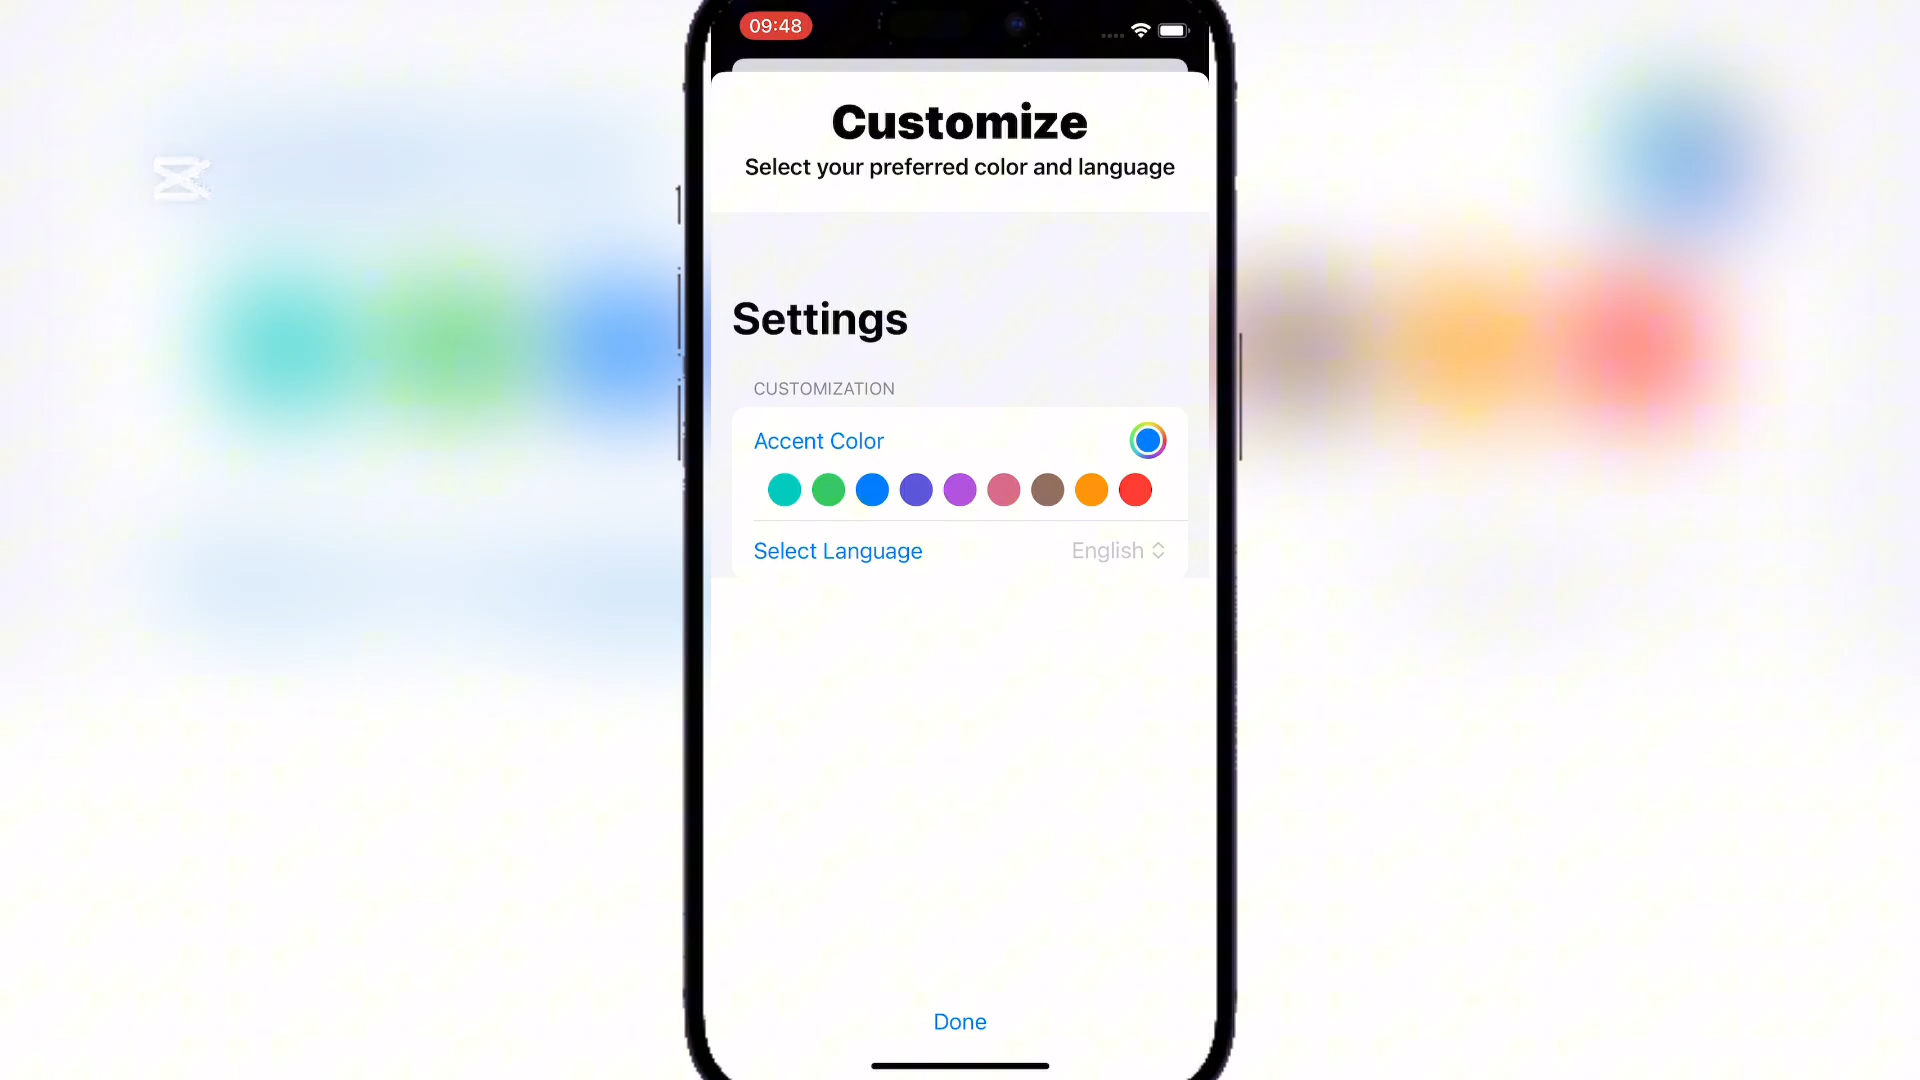 09:48
Customize
Select your preferred color and language
Settings
CUSTOMIZATION
Accent Color
Select Language English
Done